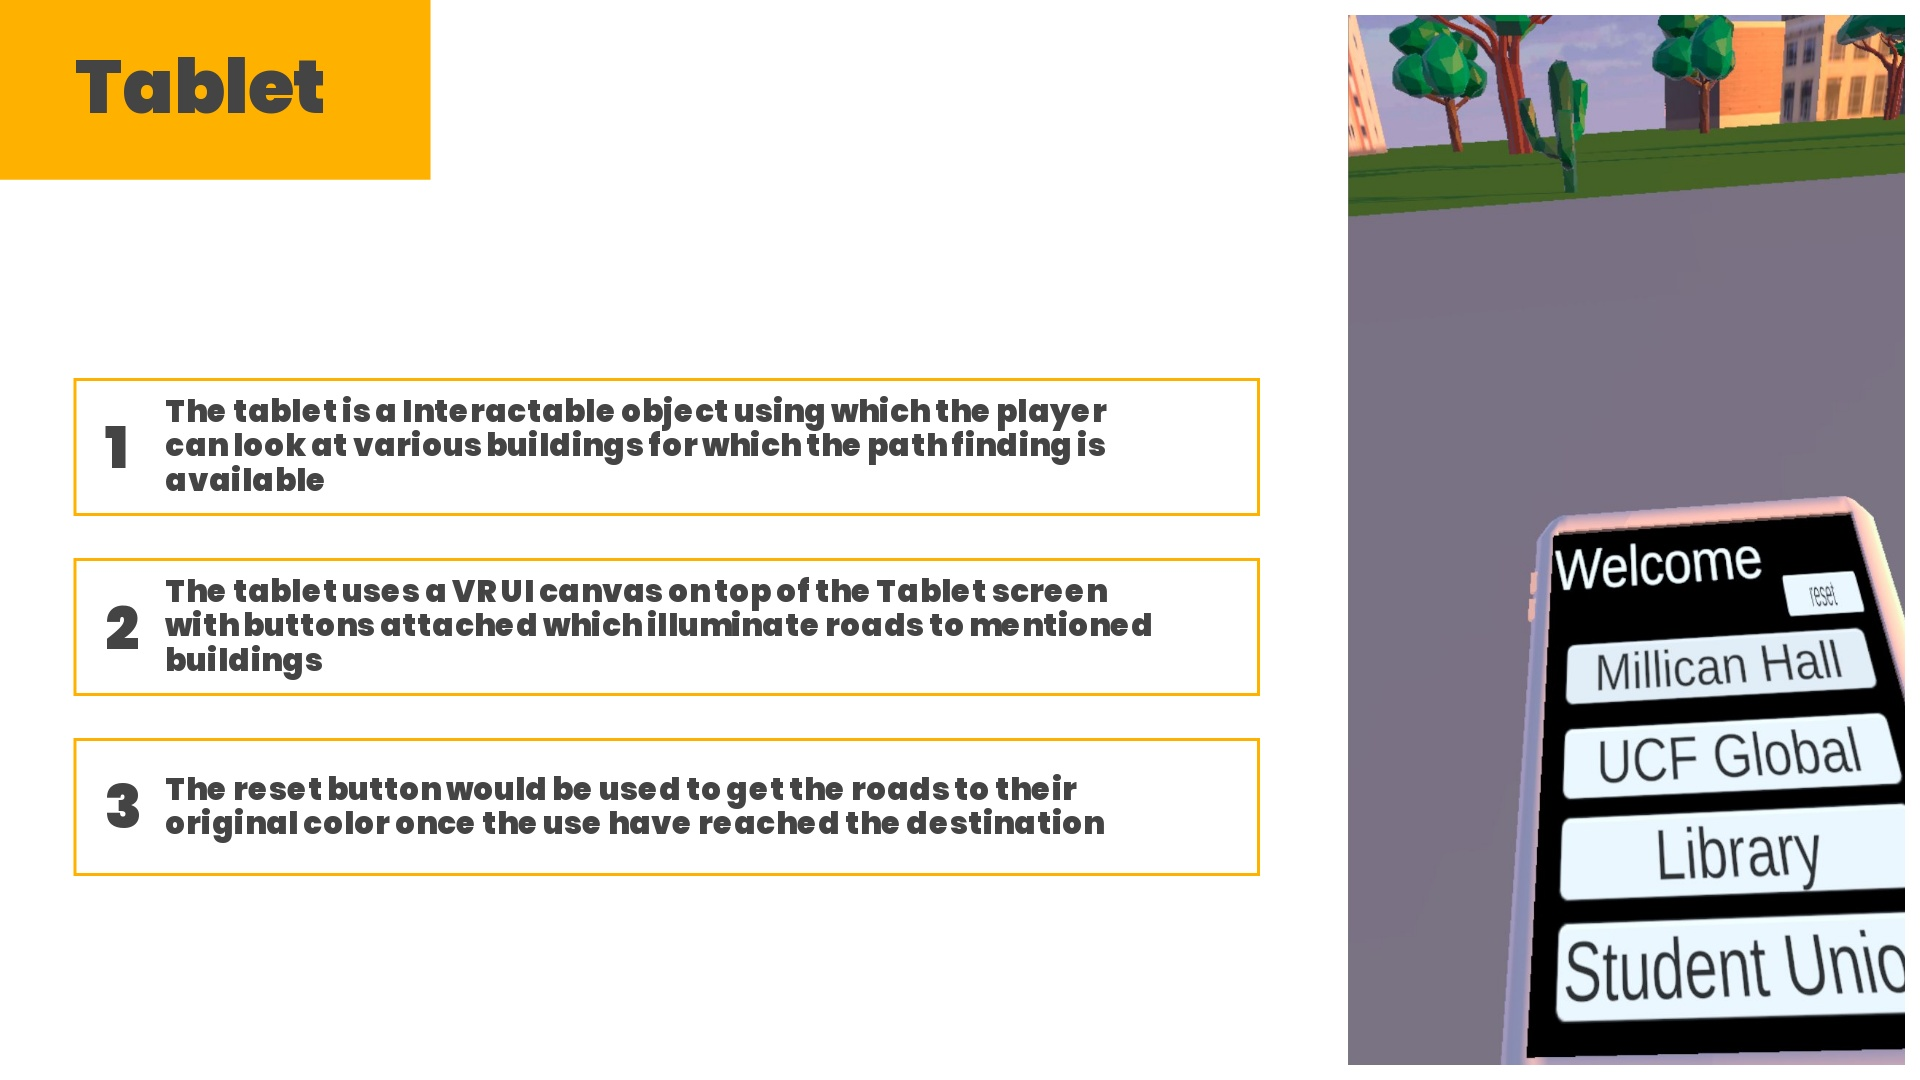 Tablet
1
The tablet is a Interactable object using which the player
can look at various buildings for which the path finding is
available
2
The tablet uses a VR UI canvas on top of the Tablet screen
with buttons attached which illuminate roads to mentioned
buildings
3
The reset button would be used to get the roads to their
original color once the use have reached the destination
Welcome
reset
Millican Hall
UCF Global
Library
Student Unio